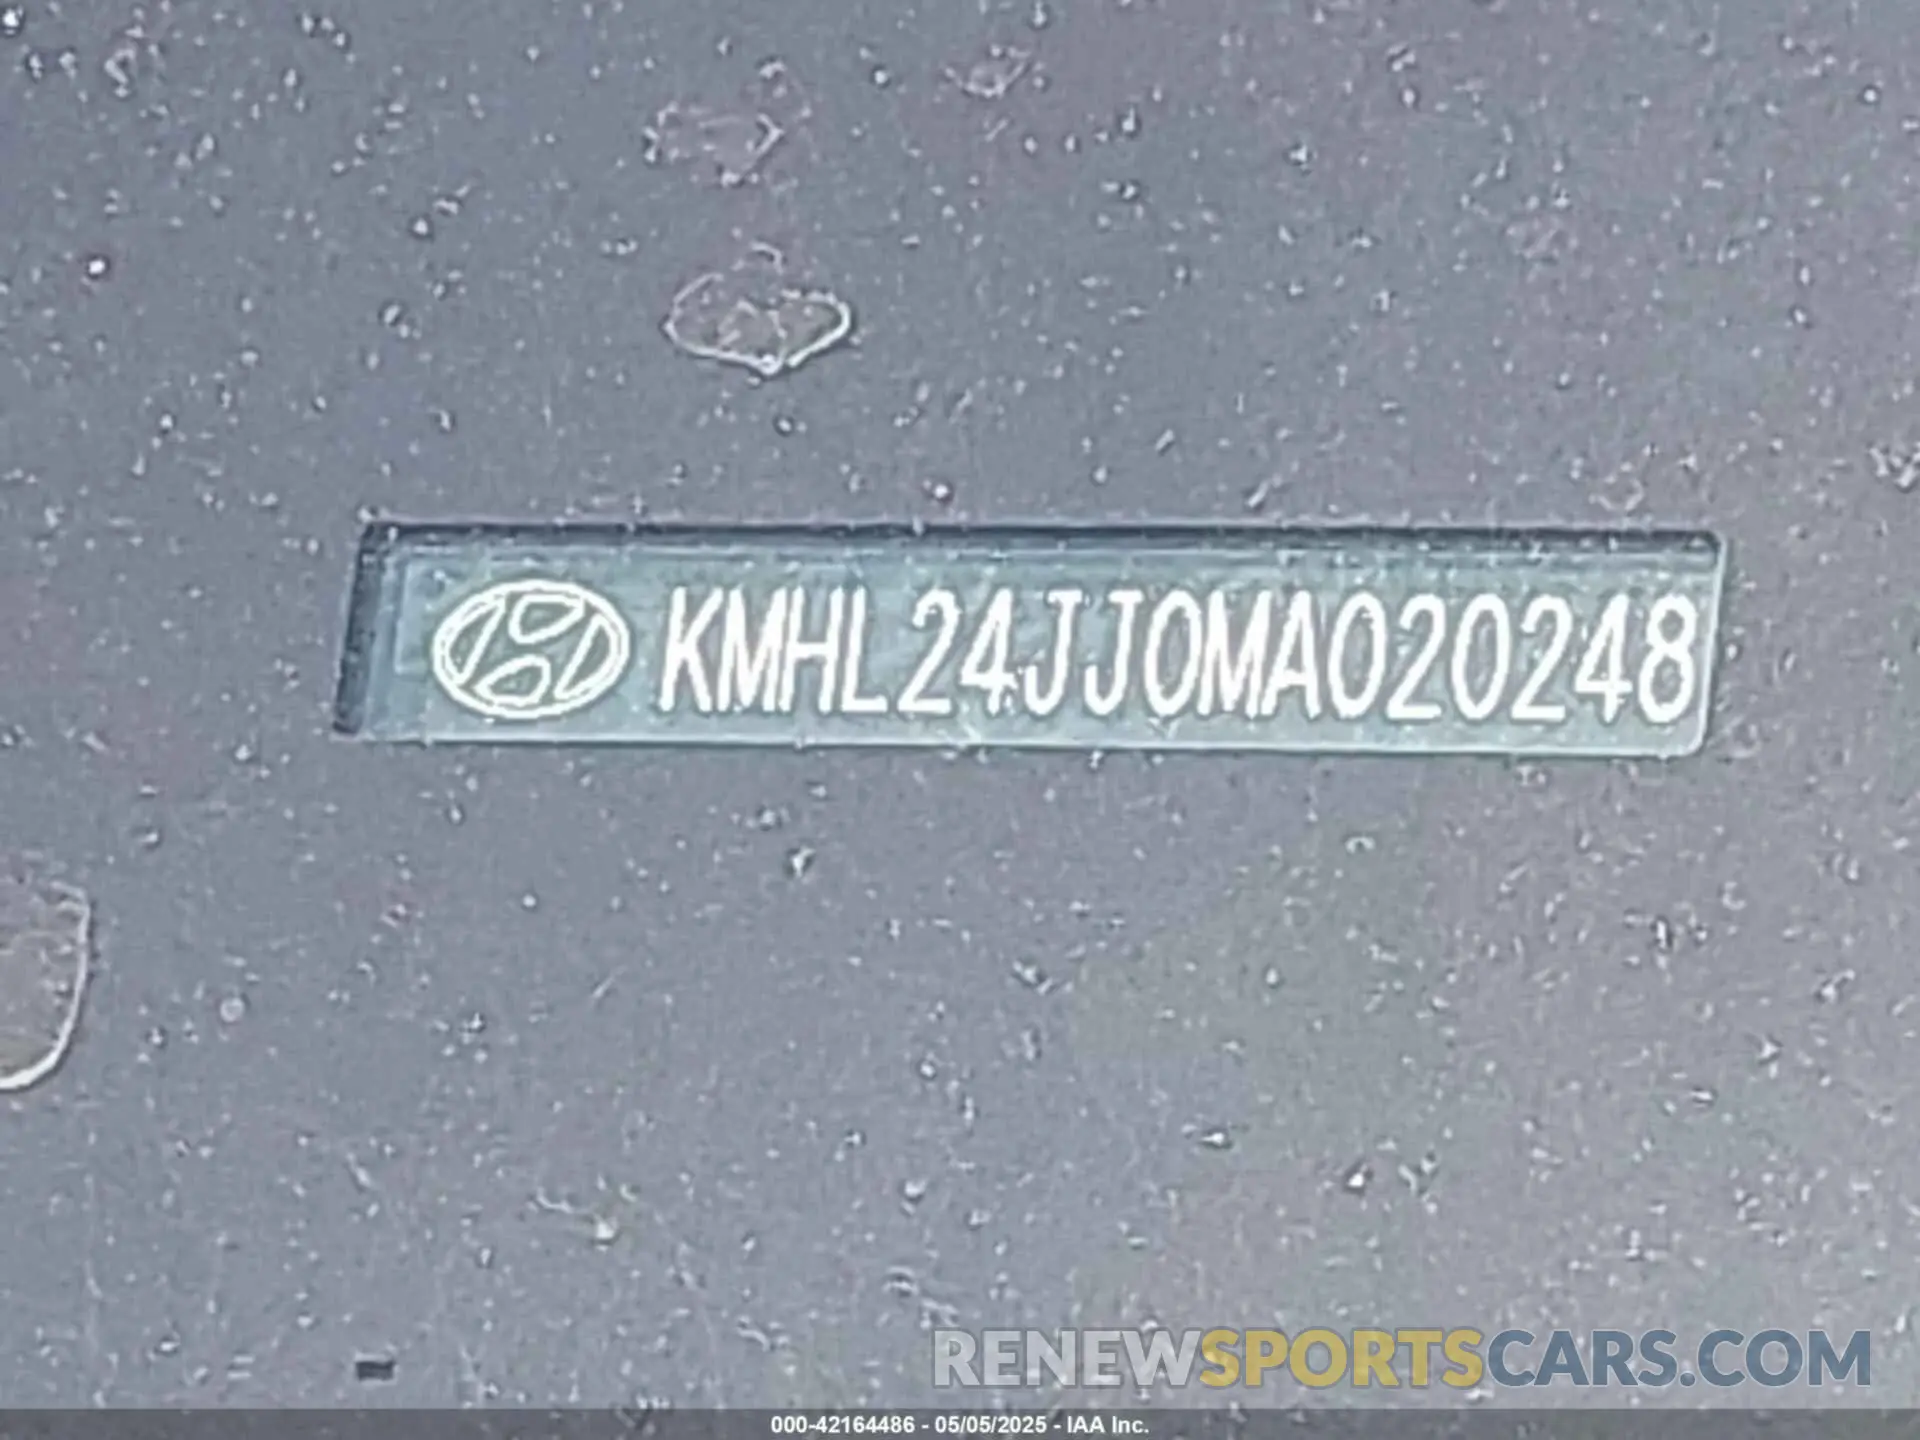 KMHL24JJ0MA020248
RENEWSPORTSCARS.COM
000-42164486 - 05/05/2025 - IAA Inc.